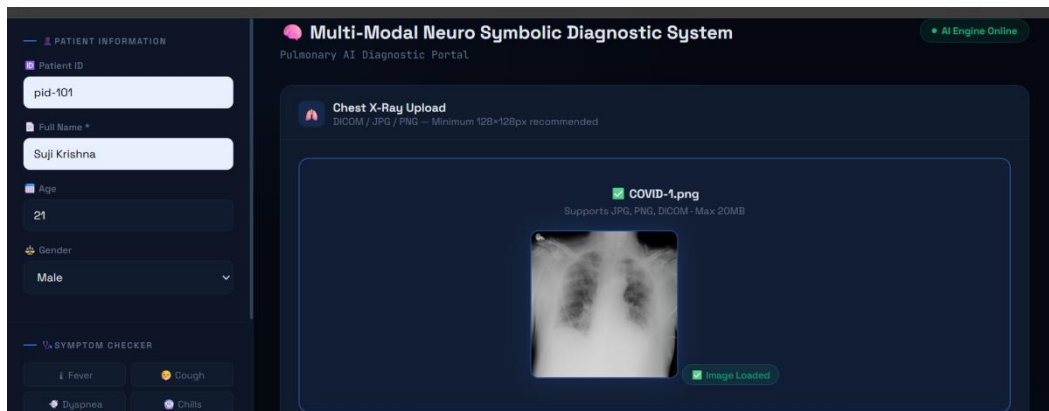 PATIENT INFORMATION
Patient ID
pid-101
Full Name *
Suji Krishna
Age
21
Gender
Male
SYMPTOM CHECKER
Fever
Cough
Dyspnea
Chills
Multi-Modal Neuro Symbolic Diagnostic System
Pulmonary AI Diagnostic Portal
AI Engine Online
Chest X-Ray Upload
DICOM / JPG / PNG — Minimum 128×128px recommended
COVID-1.png
Supports JPG, PNG, DICOM · Max 20MB
Image Loaded